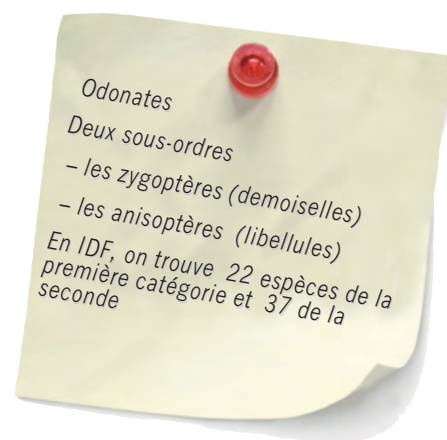 Odonates
Deux sous-ordres
– les zygoptères (demoiselles)
– les anisoptères (libellules)
En IDF, on trouve 22 espèces de la
première catégorie et 37 de la
seconde